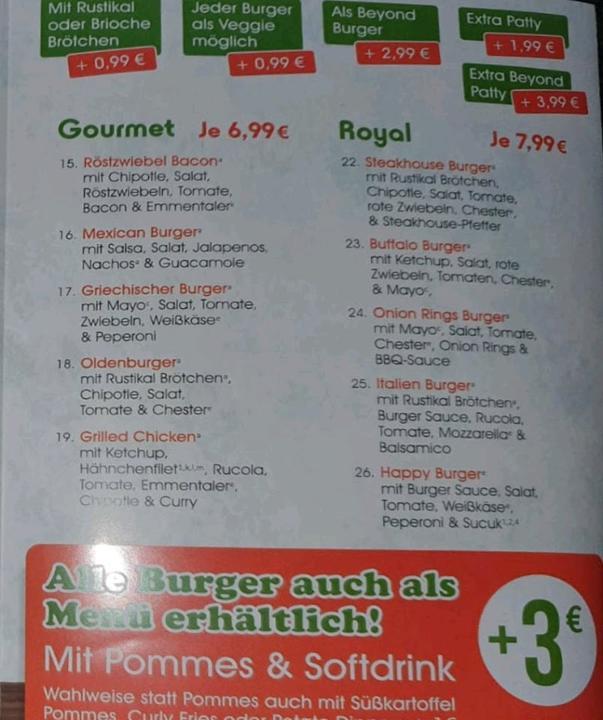 Mit Rustikal
oder Brioche
Brötchen
+ 0,99 €
Jeder Burger
als Veggie
möglich
+ 0,99 €
Als Beyond
Burger
+ 2,99 €
Extra Patty
+ 1,99 €
Extra Beyond
Patty
+ 3,99 €
Gourmet Je 6,99 €
15. Röstzwiebel Bacon
mit Chipotle, Salat,
Röstzwiebeln, Tomate,
Bacon & Emmentaler
16. Mexican Burger
mit Salsa, Salat, Jalapenos,
Nachos & Guacamole
17. Griechischer Burger
mit Mayo, Salat, Tomate,
Zwiebeln, Weißkäse
& Peperoni
18. Oldenburger
mit Rustikal Brötchen,
Chipotle, Salat,
Tomate & Chester
19. Grilled Chicken
mit Ketchup,
Hähnchenfilet, Rucola,
Tomate, Emmentaler,
Chipotle & Curry
Royal Je 7,99 €
22. Steakhouse Burger
mit Rustikal Brötchen,
Chipotle, Salat, Tomate,
rote Zwiebeln, Chester,
& Steakhouse-Pfeffer
23. Buffalo Burger
mit Ketchup, Salat, rote
Zwiebeln, Tomaten, Chester,
& Mayo,
24. Onion Rings Burger
mit Mayo, Salat, Tomate,
Chester, Onion Rings &
BBQ-Sauce
25. Italien Burger
mit Rustikal Brötchen,
Burger Sauce, Rucola,
Tomate, Mozzarella &
Balsamico
26. Happy Burger
mit Burger Sauce, Salat,
Tomate, Weißkäse,
Peperoni & Sucuk 1,2,4
Alle Burger auch als
Menü erhältlich!
+3€
Mit Pommes & Softdrink
Wahlweise statt Pommes auch mit Süßkartoffel
Pommes, Curly Fries oder Potato